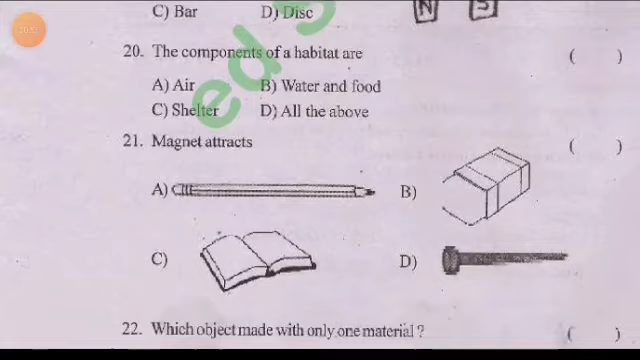 C) Bar D) Disc
N S
20. The components of a habitat are ( )
A) Air B) Water and food
C) Shelter D) All the above
21. Magnet attracts ( )
A) B)
C) D)
22. Which object made with only one material ? ( )
ed S